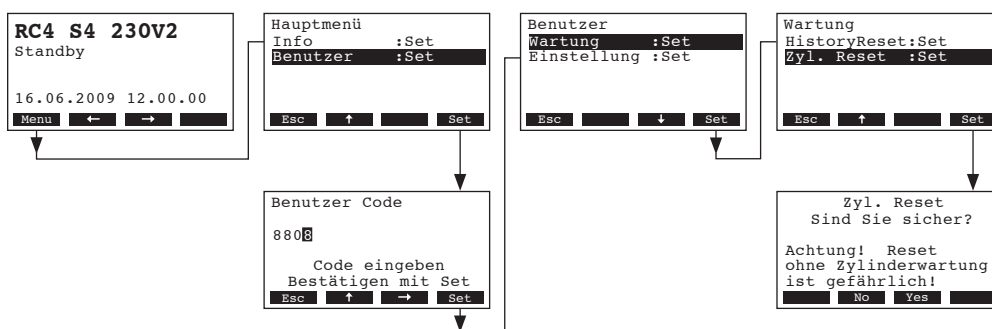 RC4 S4 230V2
Standby
16.06.2009 12.00.00
Menu ← →
Hauptmenü
Info :Set
Benutzer :Set
Esc ↑ Set
Benutzer Code
8808
Code eingeben
Bestätigen mit Set
Esc ↑ → Set
Benutzer
Wartung :Set
Einstellung :Set
Esc ↓ Set
Wartung
HistoryReset:Set
Zyl. Reset :Set
Esc ↑ Set
Zyl. Reset
Sind Sie sicher?
Achtung! Reset
ohne Zylinderwartung
ist gefährlich!
No Yes